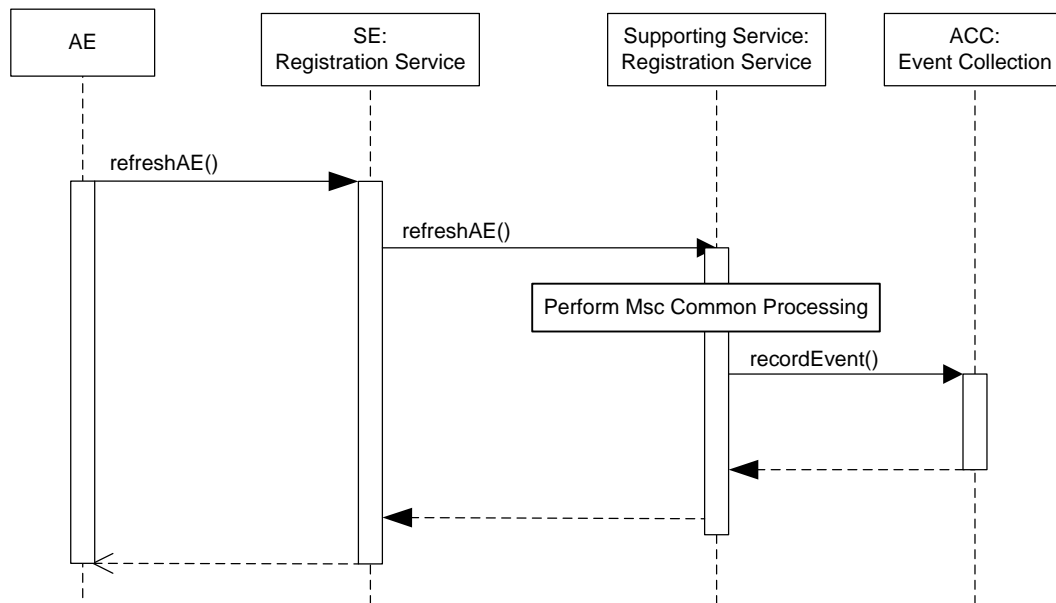 AE
SE:
Registration Service
Supporting Service:
Registration Service
ACC:
Event Collection
refreshAE()
refreshAE()
Perform Msc Common Processing
recordEvent()